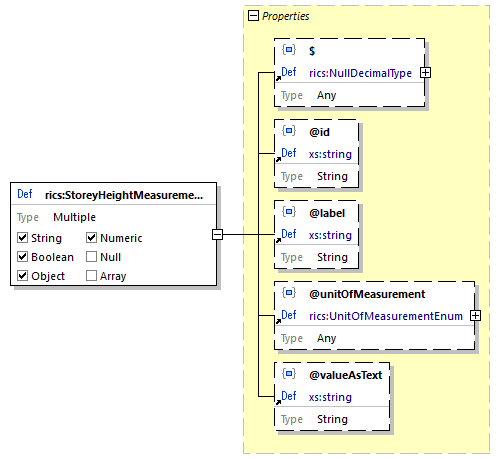 Properties
{} $
Def rics:NullDecimalType
Type Any
{} @id
Def xs:string
Type String
Def rics:StoreyHeightMeasureme...
Type Multiple
String Numeric
Boolean Null
Object Array
{} @label
Def xs:string
Type String
{} @unitOfMeasurement
Def rics:UnitOfMeasurementEnum
Type Any
{} @valueAsText
Def xs:string
Type String